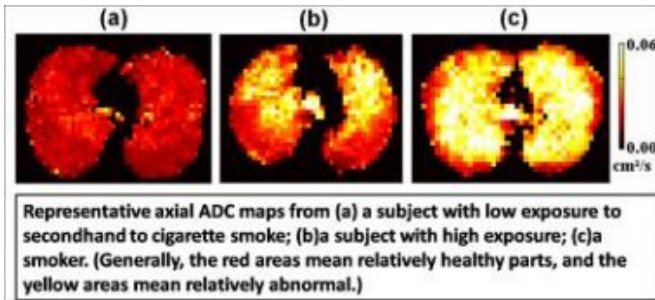 (a) (b) (c)
0.06
0.00
cm²/s
Representative axial ADC maps from (a) a subject with low exposure to
secondhand to cigarette smoke; (b)a subject with high exposure; (c)a
smoker. (Generally, the red areas mean relatively healthy parts, and the
yellow areas mean relatively abnormal.)